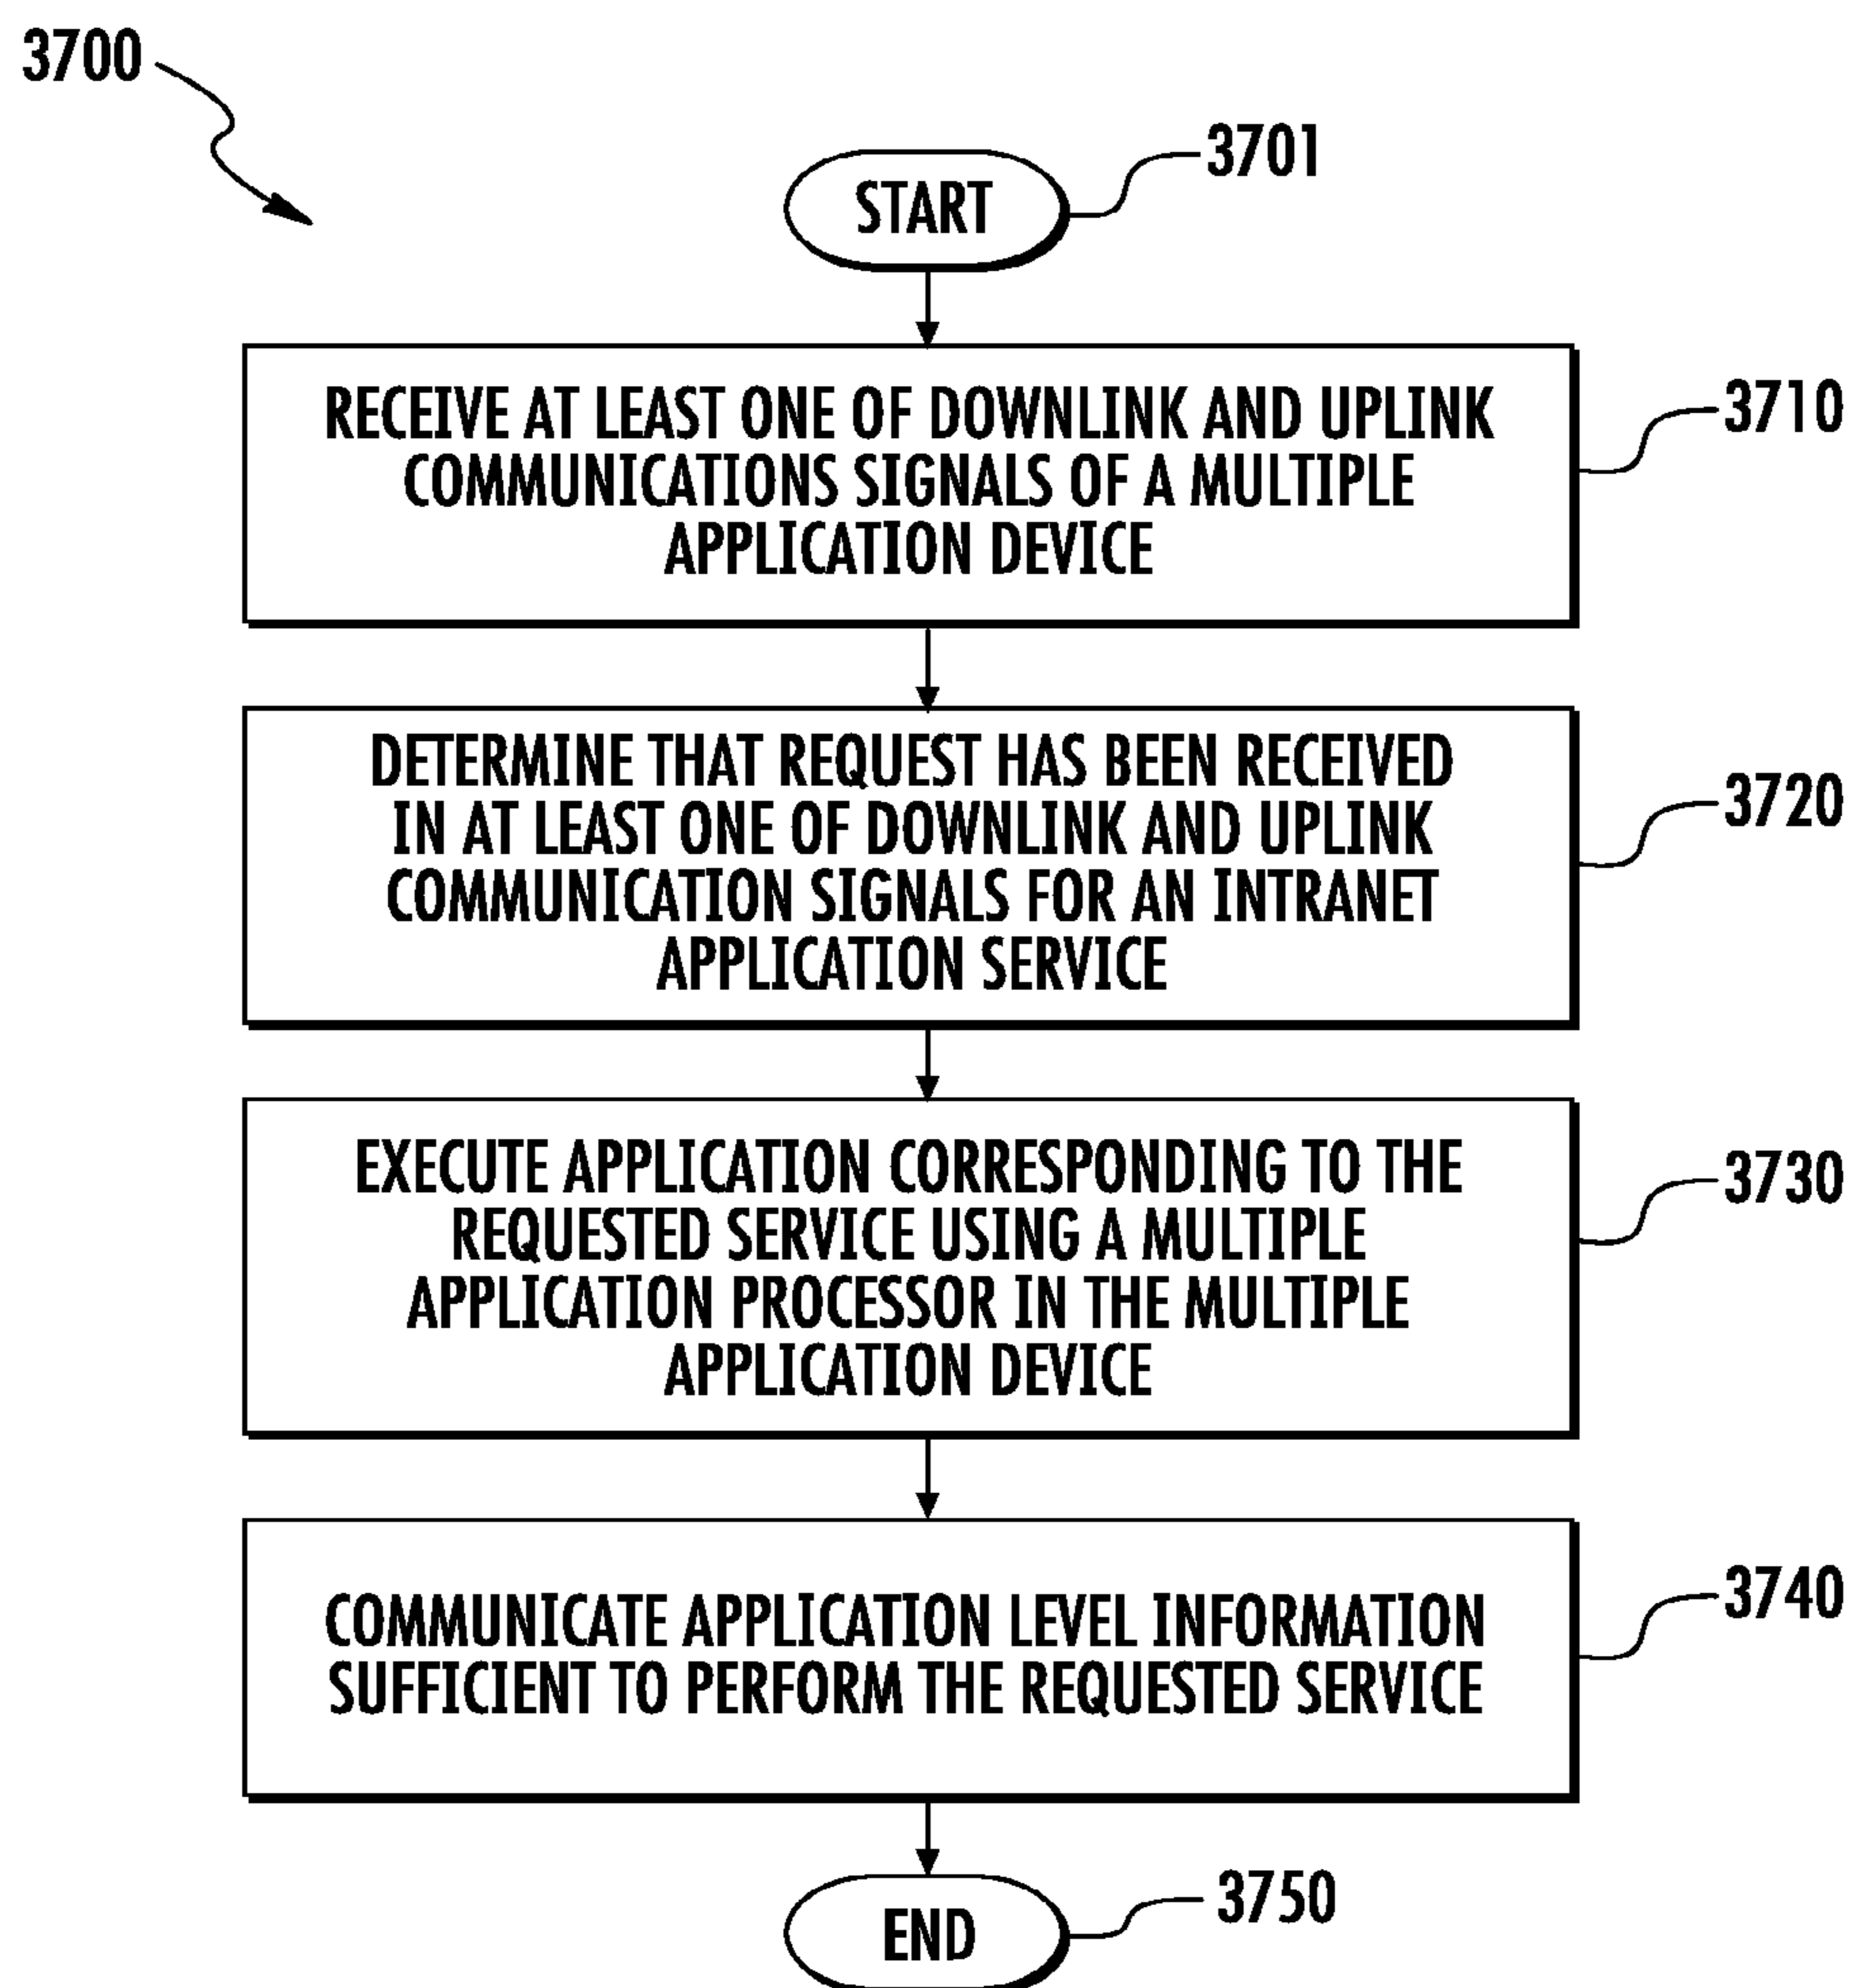 3700
START
3701
RECEIVE AT LEAST ONE OF DOWNLINK AND UPLINK
COMMUNICATIONS SIGNALS OF A MULTIPLE
APPLICATION DEVICE
3710
DETERMINE THAT REQUEST HAS BEEN RECEIVED
IN AT LEAST ONE OF DOWNLINK AND UPLINK
COMMUNICATION SIGNALS FOR AN INTRANET
APPLICATION SERVICE
3720
EXECUTE APPLICATION CORRESPONDING TO THE
REQUESTED SERVICE USING A MULTIPLE
APPLICATION PROCESSOR IN THE MULTIPLE
APPLICATION DEVICE
3730
COMMUNICATE APPLICATION LEVEL INFORMATION
SUFFICIENT TO PERFORM THE REQUESTED SERVICE
3740
END
3750